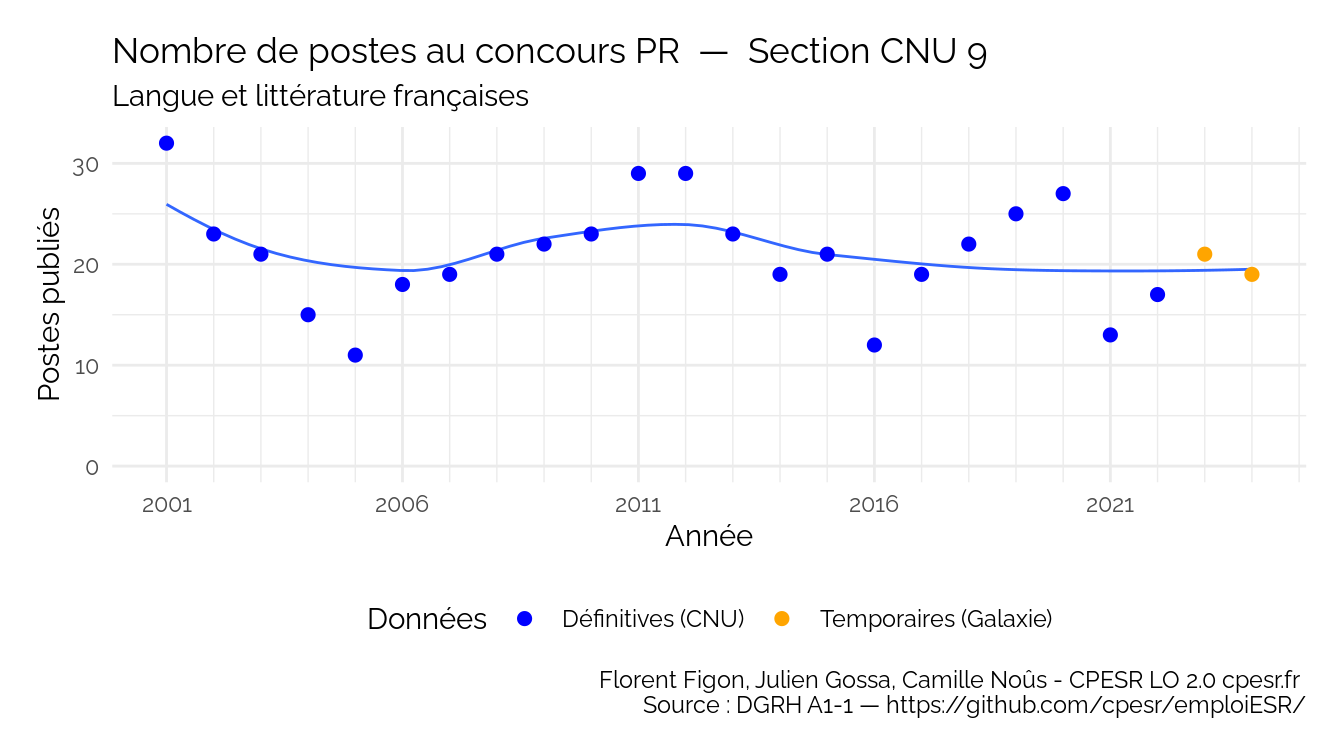 Nombre de postes au concours PR — Section CNU 9
Langue et littérature françaises
30
20
10
0
Postes publiés
2001 2006 2011 2016 2021
Année
Données Définitives (CNU) Temporaires (Galaxie)
Florent Figon, Julien Gossa, Camille Noûs - CPESR LO 2.0 cpesr.fr
Source : DGRH A1-1 — https://github.com/cpesr/emploiESR/